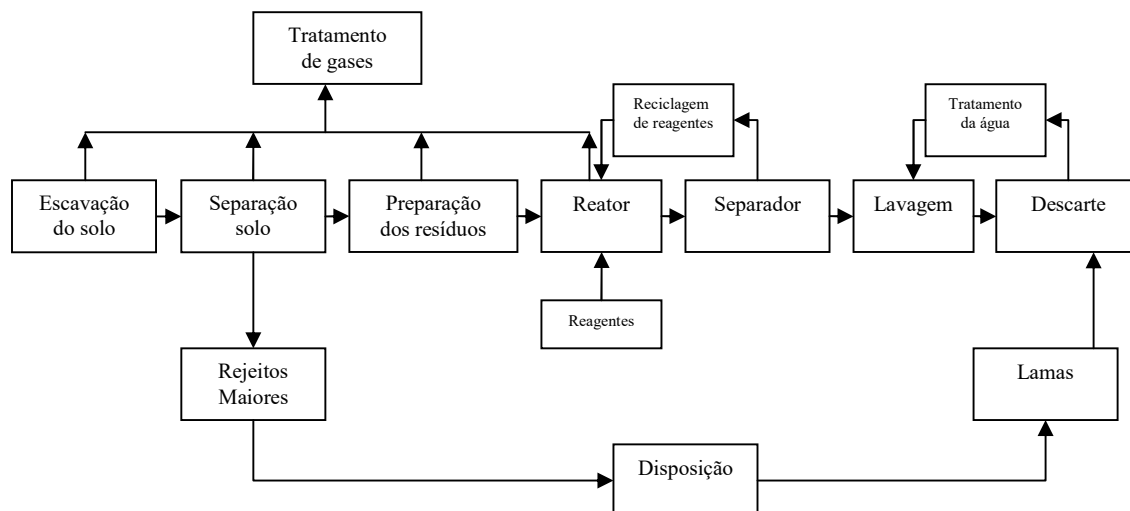 Tratamento
de gases
Reciclagem
de reagentes
Tratamento
da água
Escavação
do solo
Separação
solo
Preparação
dos resíduos
Reator
Separador
Lavagem
Descarte
Reagentes
Rejeitos
Maiores
Lamas
Disposição